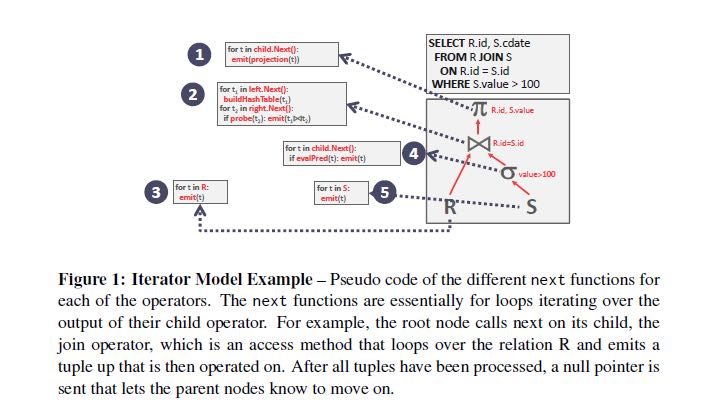 1
for t in child.Next():
emit(projection(t))
SELECT R.id, S.cdate
FROM R JOIN S
ON R.id = S.id
WHERE S.value > 100
2
for t₁ in left.Next():
buildHashTable(t₁)
for t₂ in right.Next():
if probe(t₂): emit(t₁⨝t₂)
π R.id, S.value
⨝ R.id=S.id
for t in child.Next():
if evalPred(t): emit(t)
4
σ value>100
3
for t in R:
emit(t)
for t in S:
emit(t)
5
R
S
Figure 1: Iterator Model Example – Pseudo code of the different next functions for
each of the operators. The next functions are essentially for loops iterating over the
output of their child operator. For example, the root node calls next on its child, the
join operator, which is an access method that loops over the relation R and emits a
tuple up that is then operated on. After all tuples have been processed, a null pointer is
sent that lets the parent nodes know to move on.